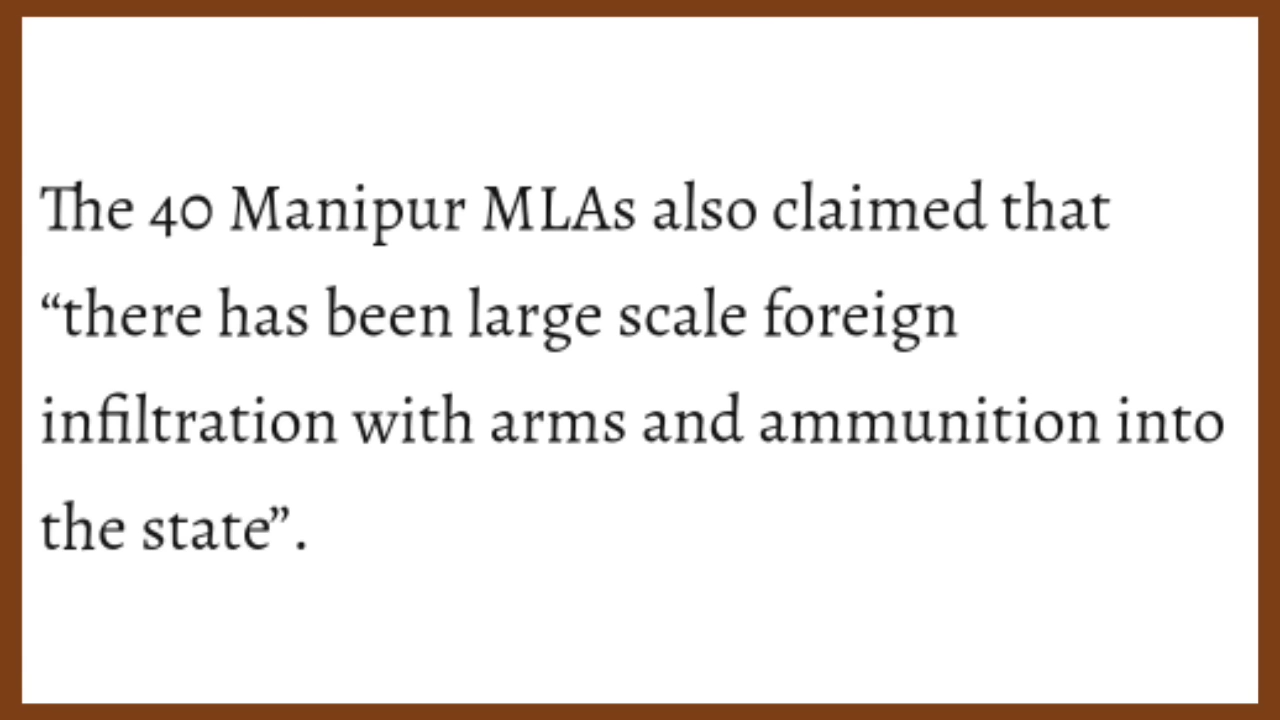 The 40 Manipur MLAs also claimed that
“there has been large scale foreign
infiltration with arms and ammunition into
the state”.